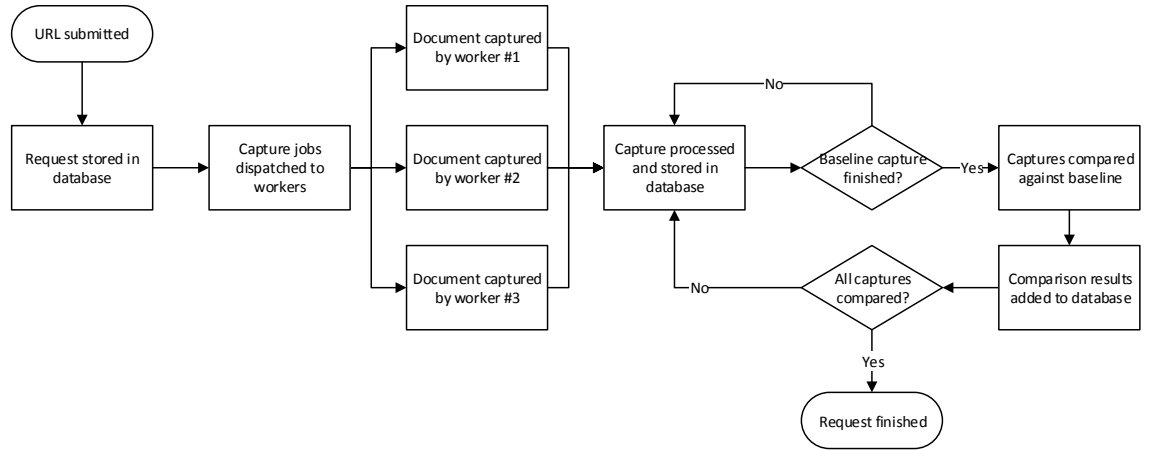 URL submitted
Request stored in
database
Capture jobs
dispatched to
workers
Document captured
by worker #1
Document captured
by worker #2
Document captured
by worker #3
Capture processed
and stored in
database
No
Baseline capture
finished?
Yes
Captures compared
against baseline
Comparison results
added to database
All captures
compared?
No
Yes
Request finished